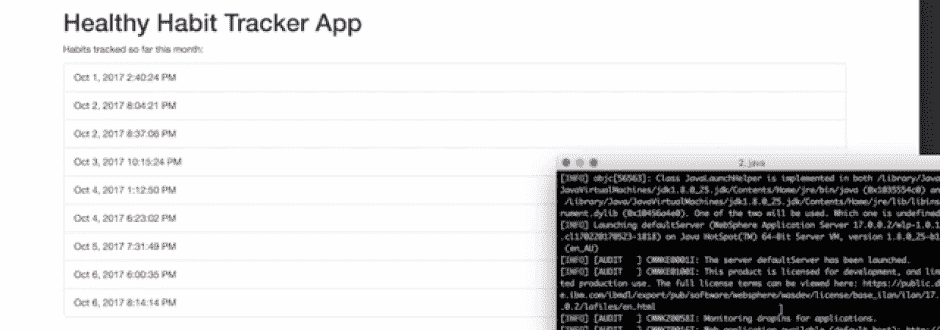 Healthy Habit Tracker App
Habits tracked so far this month:
Oct 1, 2017 2:40:24 PM
Oct 2, 2017 8:04:21 PM
Oct 2, 2017 8:37:08 PM
Oct 3, 2017 10:15:24 PM
Oct 4, 2017 1:12:50 PM
Oct 4, 2017 6:23:02 PM
Oct 5, 2017 7:31:49 PM
Oct 6, 2017 6:00:35 PM
Oct 6, 2017 8:14:14 PM
2. java
[INFO] objc[56563]: Class JavaLaunchHelper is implemented in both /Library/Java
JavaVirtualMachines/jdk1.8.0_25.jdk/Contents/Home/jre/bin/java (0x1035554c0) an
/Library/Java/JavaVirtualMachines/jdk1.8.0_25.jdk/Contents/Home/jre/lib/libins
rument.dylib (0x10456a4e0). One of the two will be used. Which one is undefined
[INFO] Launching defaultServer (WebSphere Application Server 17.0.0.2/wlp-1.0.1
.cl170220170523-1818) on Java HotSpot(TM) 64-Bit Server VM, version 1.8.0_25-b1
(en_AU)
[INFO] [AUDIT ] CWWKE0001I: The server defaultServer has been launched.
[INFO] [AUDIT ] CWWKE0100I: This product is licensed for development, and lim
ted production use. The full license terms can be viewed here: https://public.d
e.ibm.com/ibmdl/export/pub/software/websphere/wasdev/license/base_ilan/ilan/17.
.0.2/lafiles/en.html
[INFO] [AUDIT ] CWWKZ0058I: Monitoring dropins for applications.